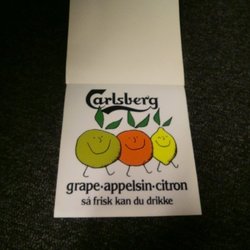 Carlsberg
grape•appelsin•citron
så frisk kan du drikke